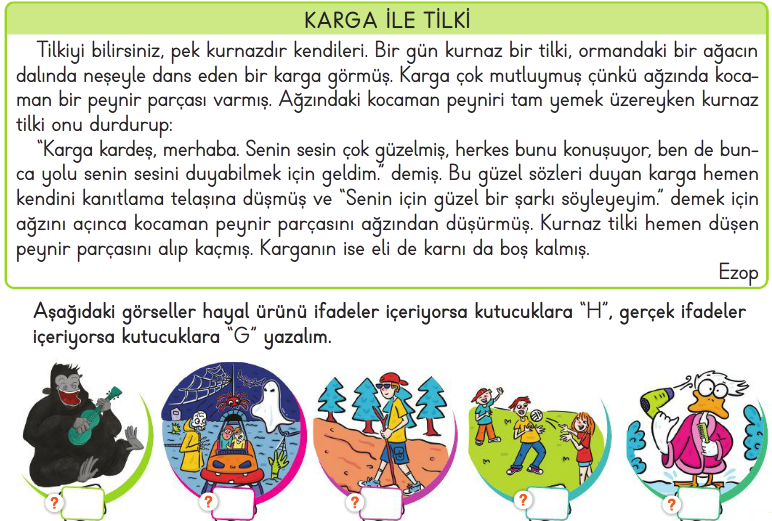 KARGA İLE TİLKİ
Tilkiyi bilirsiniz, pek kurnazdır kendileri. Bir gün kurnaz bir tilki, ormandaki bir ağacın
dalında neşeyle dans eden bir karga görmüş. Karga çok mutluymuş çünkü ağzında koca-
man bir peynir parçası varmış. Ağzındaki kocaman peyniri tam yemek üzereyken kurnaz
tilki onu durdurup:
“Karga kardeş, merhaba. Senin sesin çok güzelmiş, herkes bunu konuşuyor, ben de bun-
ca yolu senin sesini duyabilmek için geldim.” demiş. Bu güzel sözleri duyan karga hemen
kendini kanıtlama telaşına düşmüş ve “Senin için güzel bir şarkı söyleyeyim.” demek için
ağzını açınca kocaman peynir parçasını ağzından düşürmüş. Kurnaz tilki hemen düşen
peynir parçasını alıp kaçmış. Karganın ise eli de karnı da boş kalmış.
Ezop
Aşağıdaki görseller hayal ürünü ifadeler içeriyorsa kutucuklara “H”, gerçek ifadeler
içeriyorsa kutucuklara “G” yazalım.
? ? ? ? ?